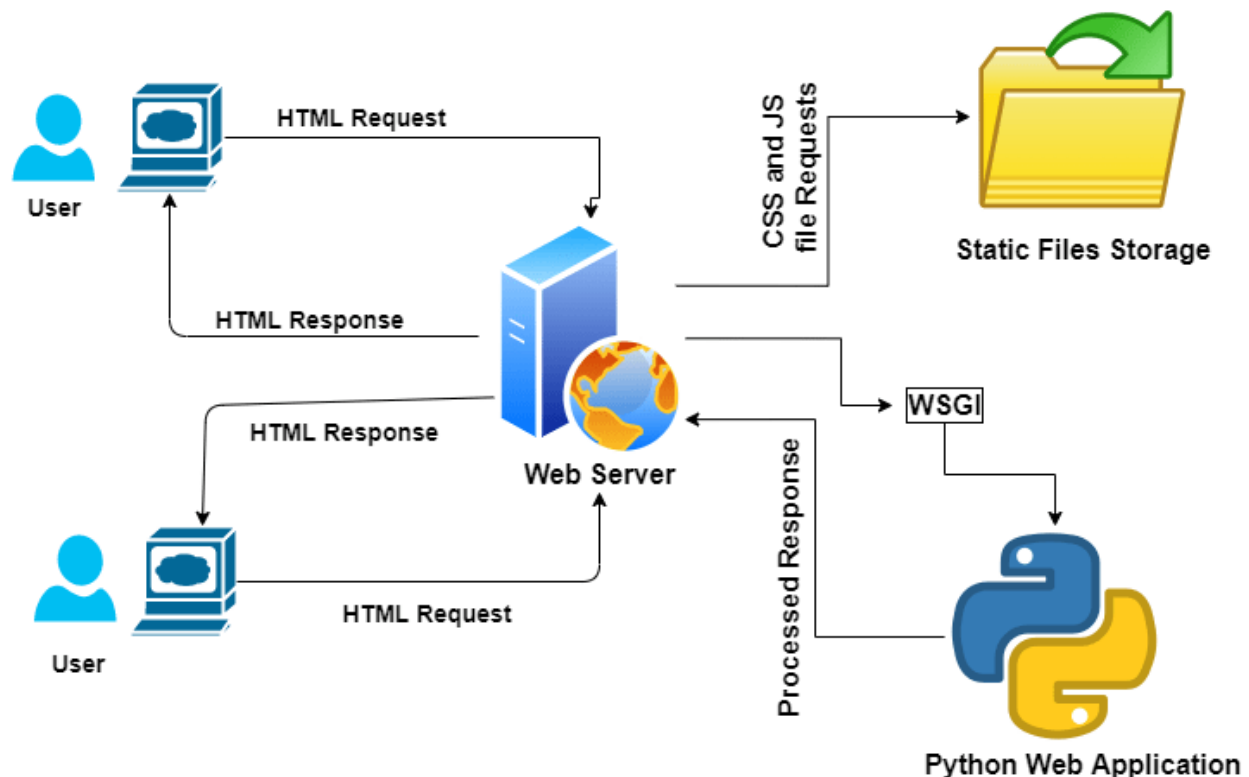 HTML Request
User
CSS and JS
file Requests
Static Files Storage
HTML Response
WSGI
HTML Response
Web Server
Processed Response
HTML Request
User
Python Web Application